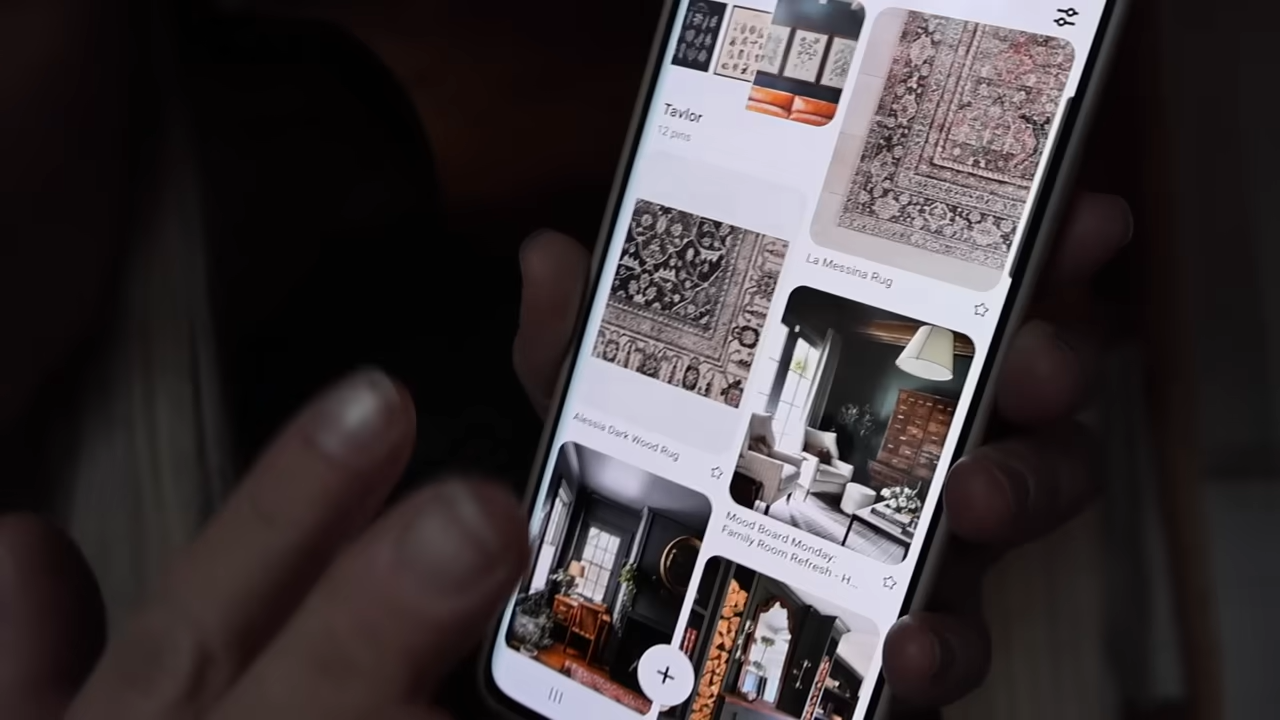 Taylor
12 pins
La Messina Rug
Alessia Dark Wood Rug
Mood Board Monday:
Family Room Refresh - H...